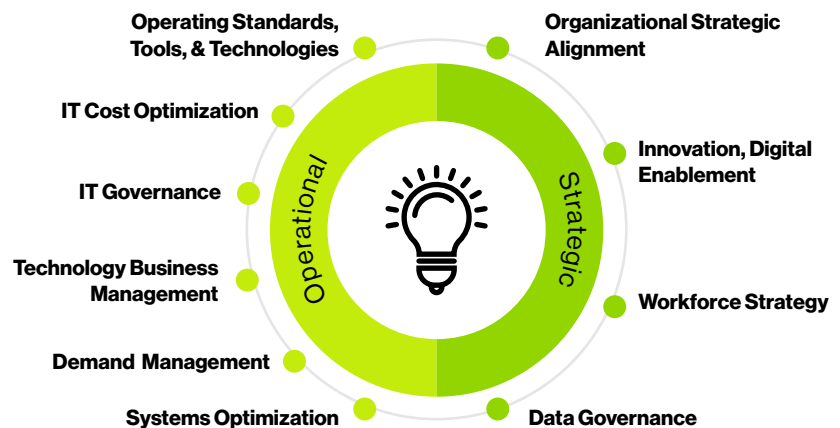 Operating Standards,
Tools, & Technologies
IT Cost Optimization
IT Governance
Technology Business
Management
Demand Management
Systems Optimization
Operational
Strategic
Organizational Strategic
Alignment
Innovation, Digital
Enablement
Workforce Strategy
Data Governance